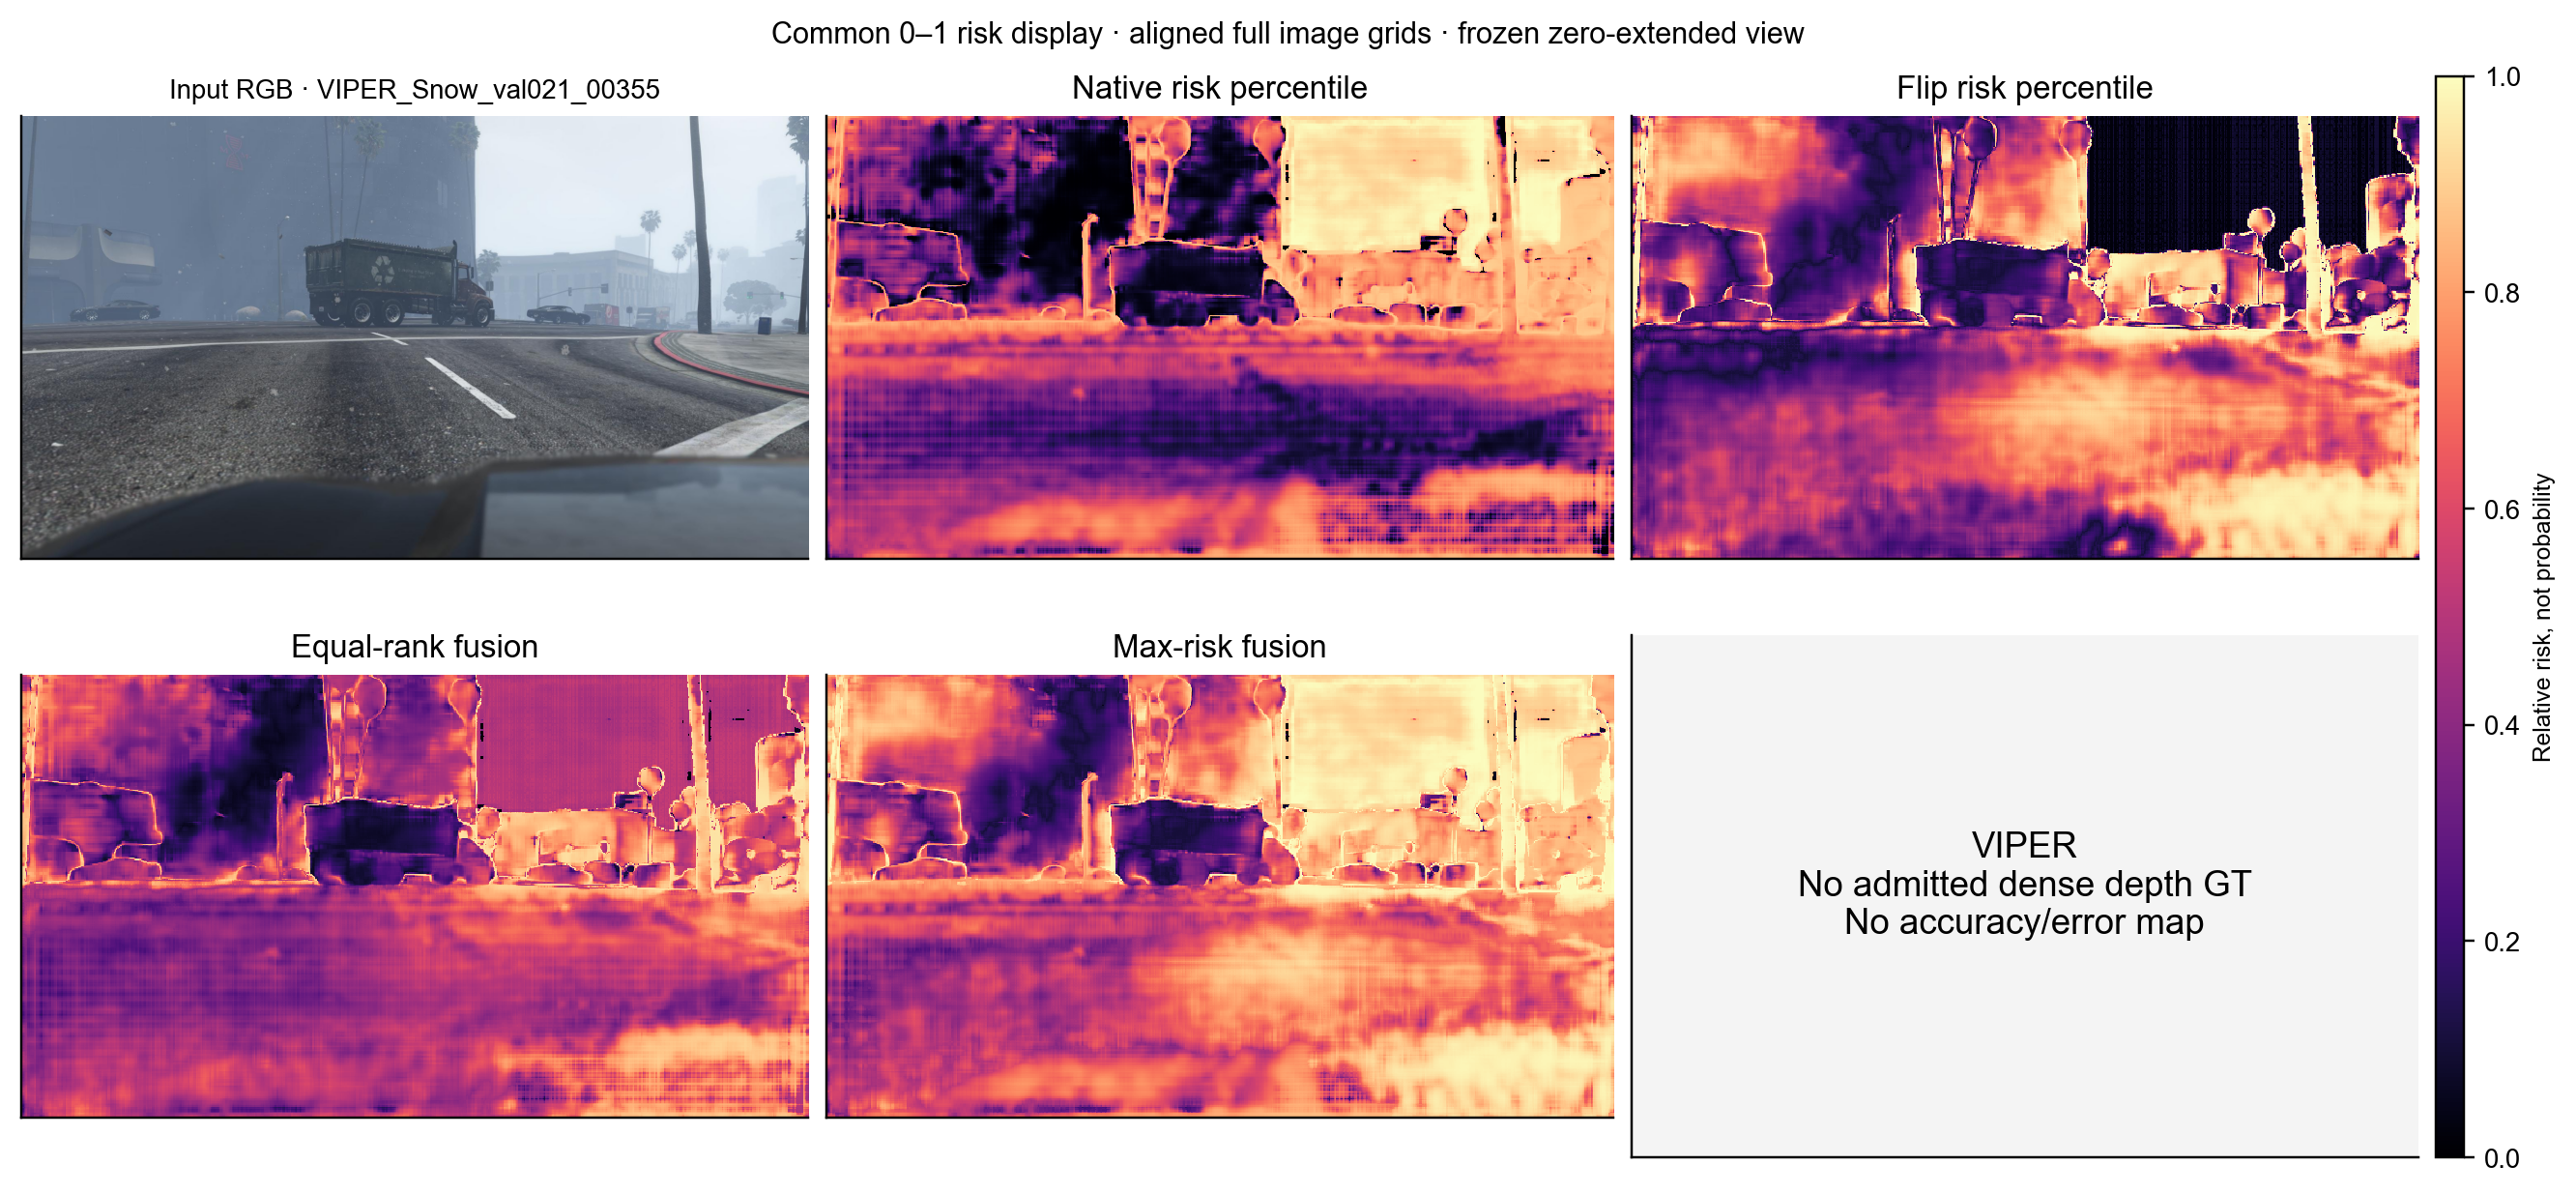 Common 0–1 risk display · aligned full image grids · frozen zero-extended view
Input RGB · VIPER_Snow_val021_00355
Native risk percentile
Flip risk percentile
1.0
0.8
0.6
0.4
0.2
0.0
Relative risk, not probability
Equal-rank fusion
Max-risk fusion
VIPER
No admitted dense depth GT
No accuracy/error map